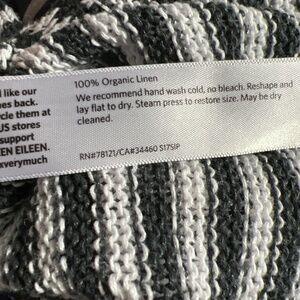 l like our
es back.
cle them at
US stores
support
EN EILEEN.
xverymuch
100% Organic Linen
We recommend hand wash cold, no bleach. Reshape and
lay flat to dry. Steam press to restore size. May be dry
cleaned.
RN#78121/CA#34460 S17SIP